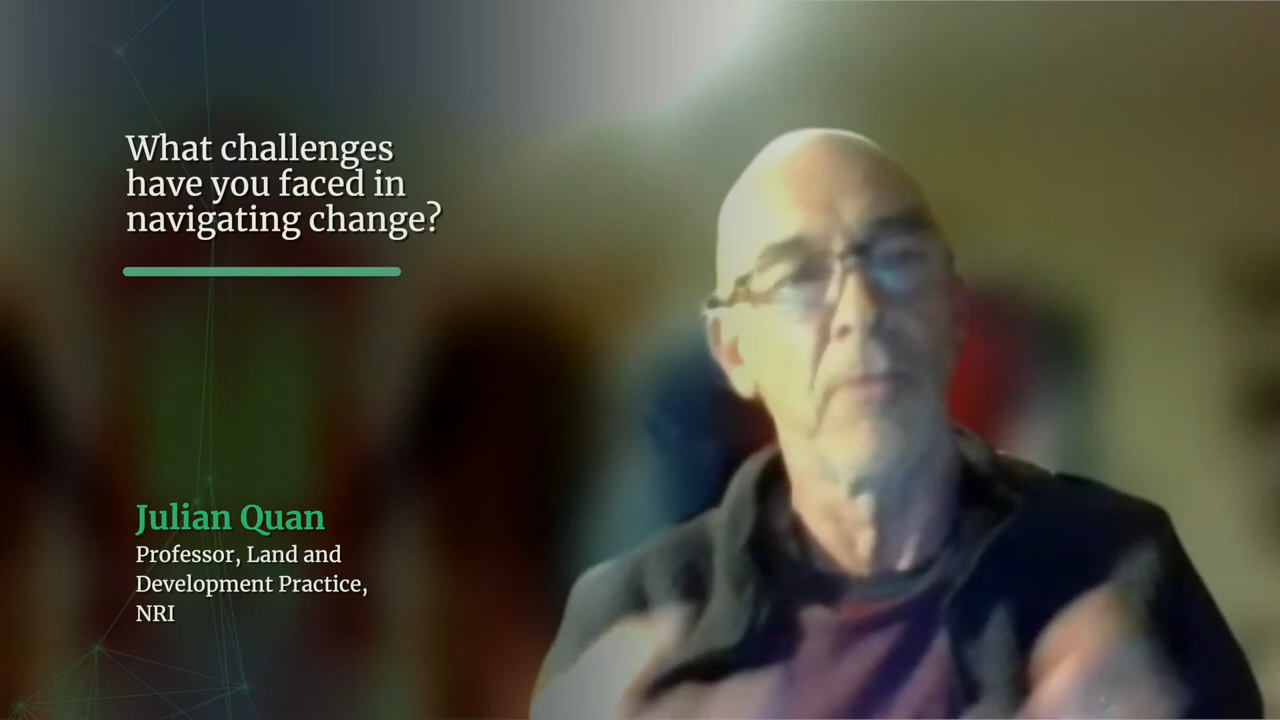 What challenges
have you faced in
navigating change?
Julian Quan
Professor, Land and
Development Practice,
NRI